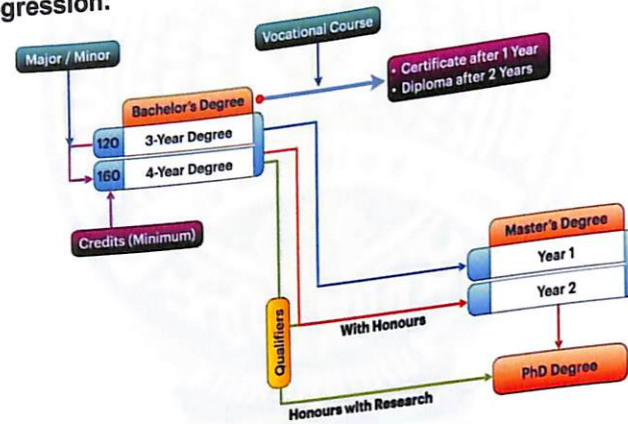 gression.
Vocational Course
Major / Minor
• Certificate after 1 Year
• Diploma after 2 Years
Bachelor's Degree
120 3-Year Degree
160 4-Year Degree
Credits (Minimum)
Master's Degree
Year 1
Year 2
Qualifiers
With Honours
PhD Degree
Honours with Research